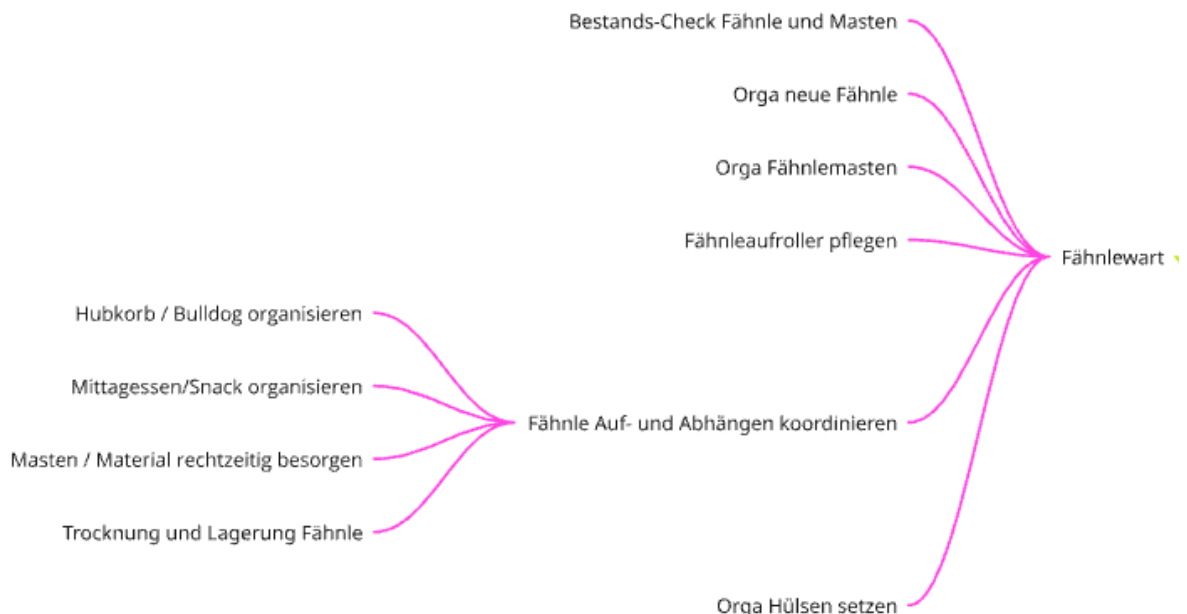 Bestands-Check Fähnle und Masten
Orga neue Fähnle
Orga Fähnlemasten
Fähnleaufroller pflegen
Fähnlewart
Hubkorb / Bulldog organisieren
Mittagessen/Snack organisieren
Fähnle Auf- und Abhängen koordinieren
Masten / Material rechtzeitig besorgen
Trocknung und Lagerung Fähnle
Orga Hülsen setzen